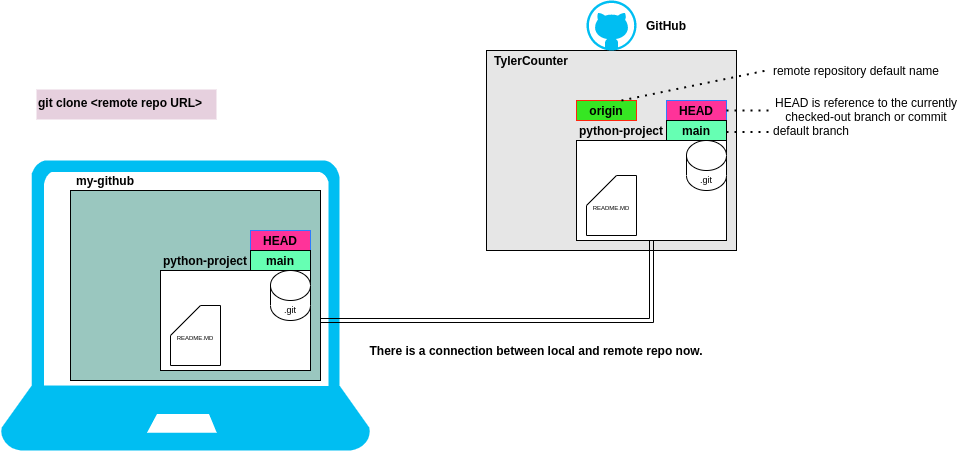 GitHub
TylerCounter
remote repository default name
git clone <remote repo URL>
origin
HEAD
HEAD is reference to the currently
checked-out branch or commit
python-project
main
default branch
.git
README.MD
my-github
HEAD
python-project
main
.git
README.MD
There is a connection between local and remote repo now.